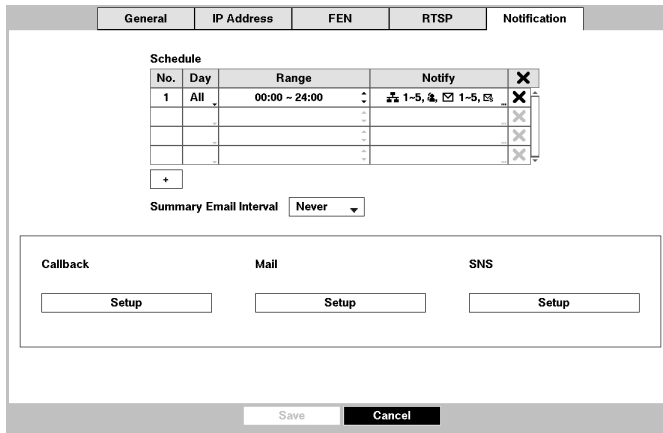 General IP Address FEN RTSP Notification
Schedule
No. Day Range Notify
1 All 00:00 ~ 24:00 1~5, , 1~5,
+
Summary Email Interval Never
Callback Mail SNS
Setup Setup Setup
Save Cancel